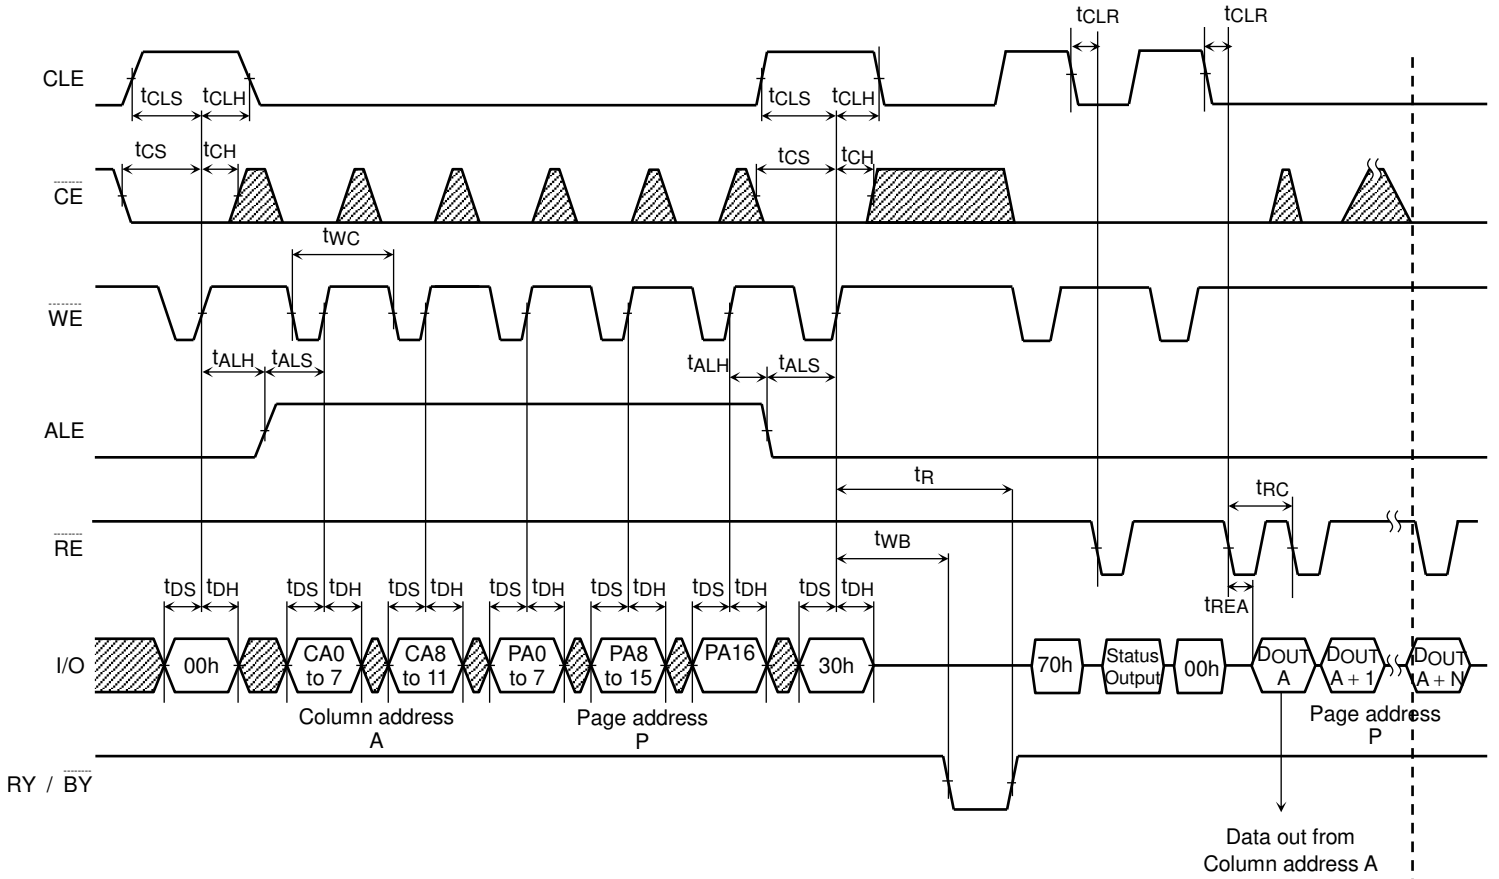 tCLR tCLR
CLE
tCLS tCLH tCLS tCLH
tCS tCH tCS tCH
CE
tWC
WE
tALH tALS tALH tALS
ALE
tR
tRC
RE
tWB
tDS tDH tDS tDH tDS tDH tDS tDH tDS tDH tDS tDH tDS tDH
tREA
I/O
00h
CA0
to 7
CA8
to 11
PA0
to 7
PA8
to 15
PA16
30h
70h
Status
Output
00h
DOUT
A
DOUT
A + 1
DOUT
A + N
Column address
A
Page address
P
Page address
P
RY / BY
Data out from
Column address A